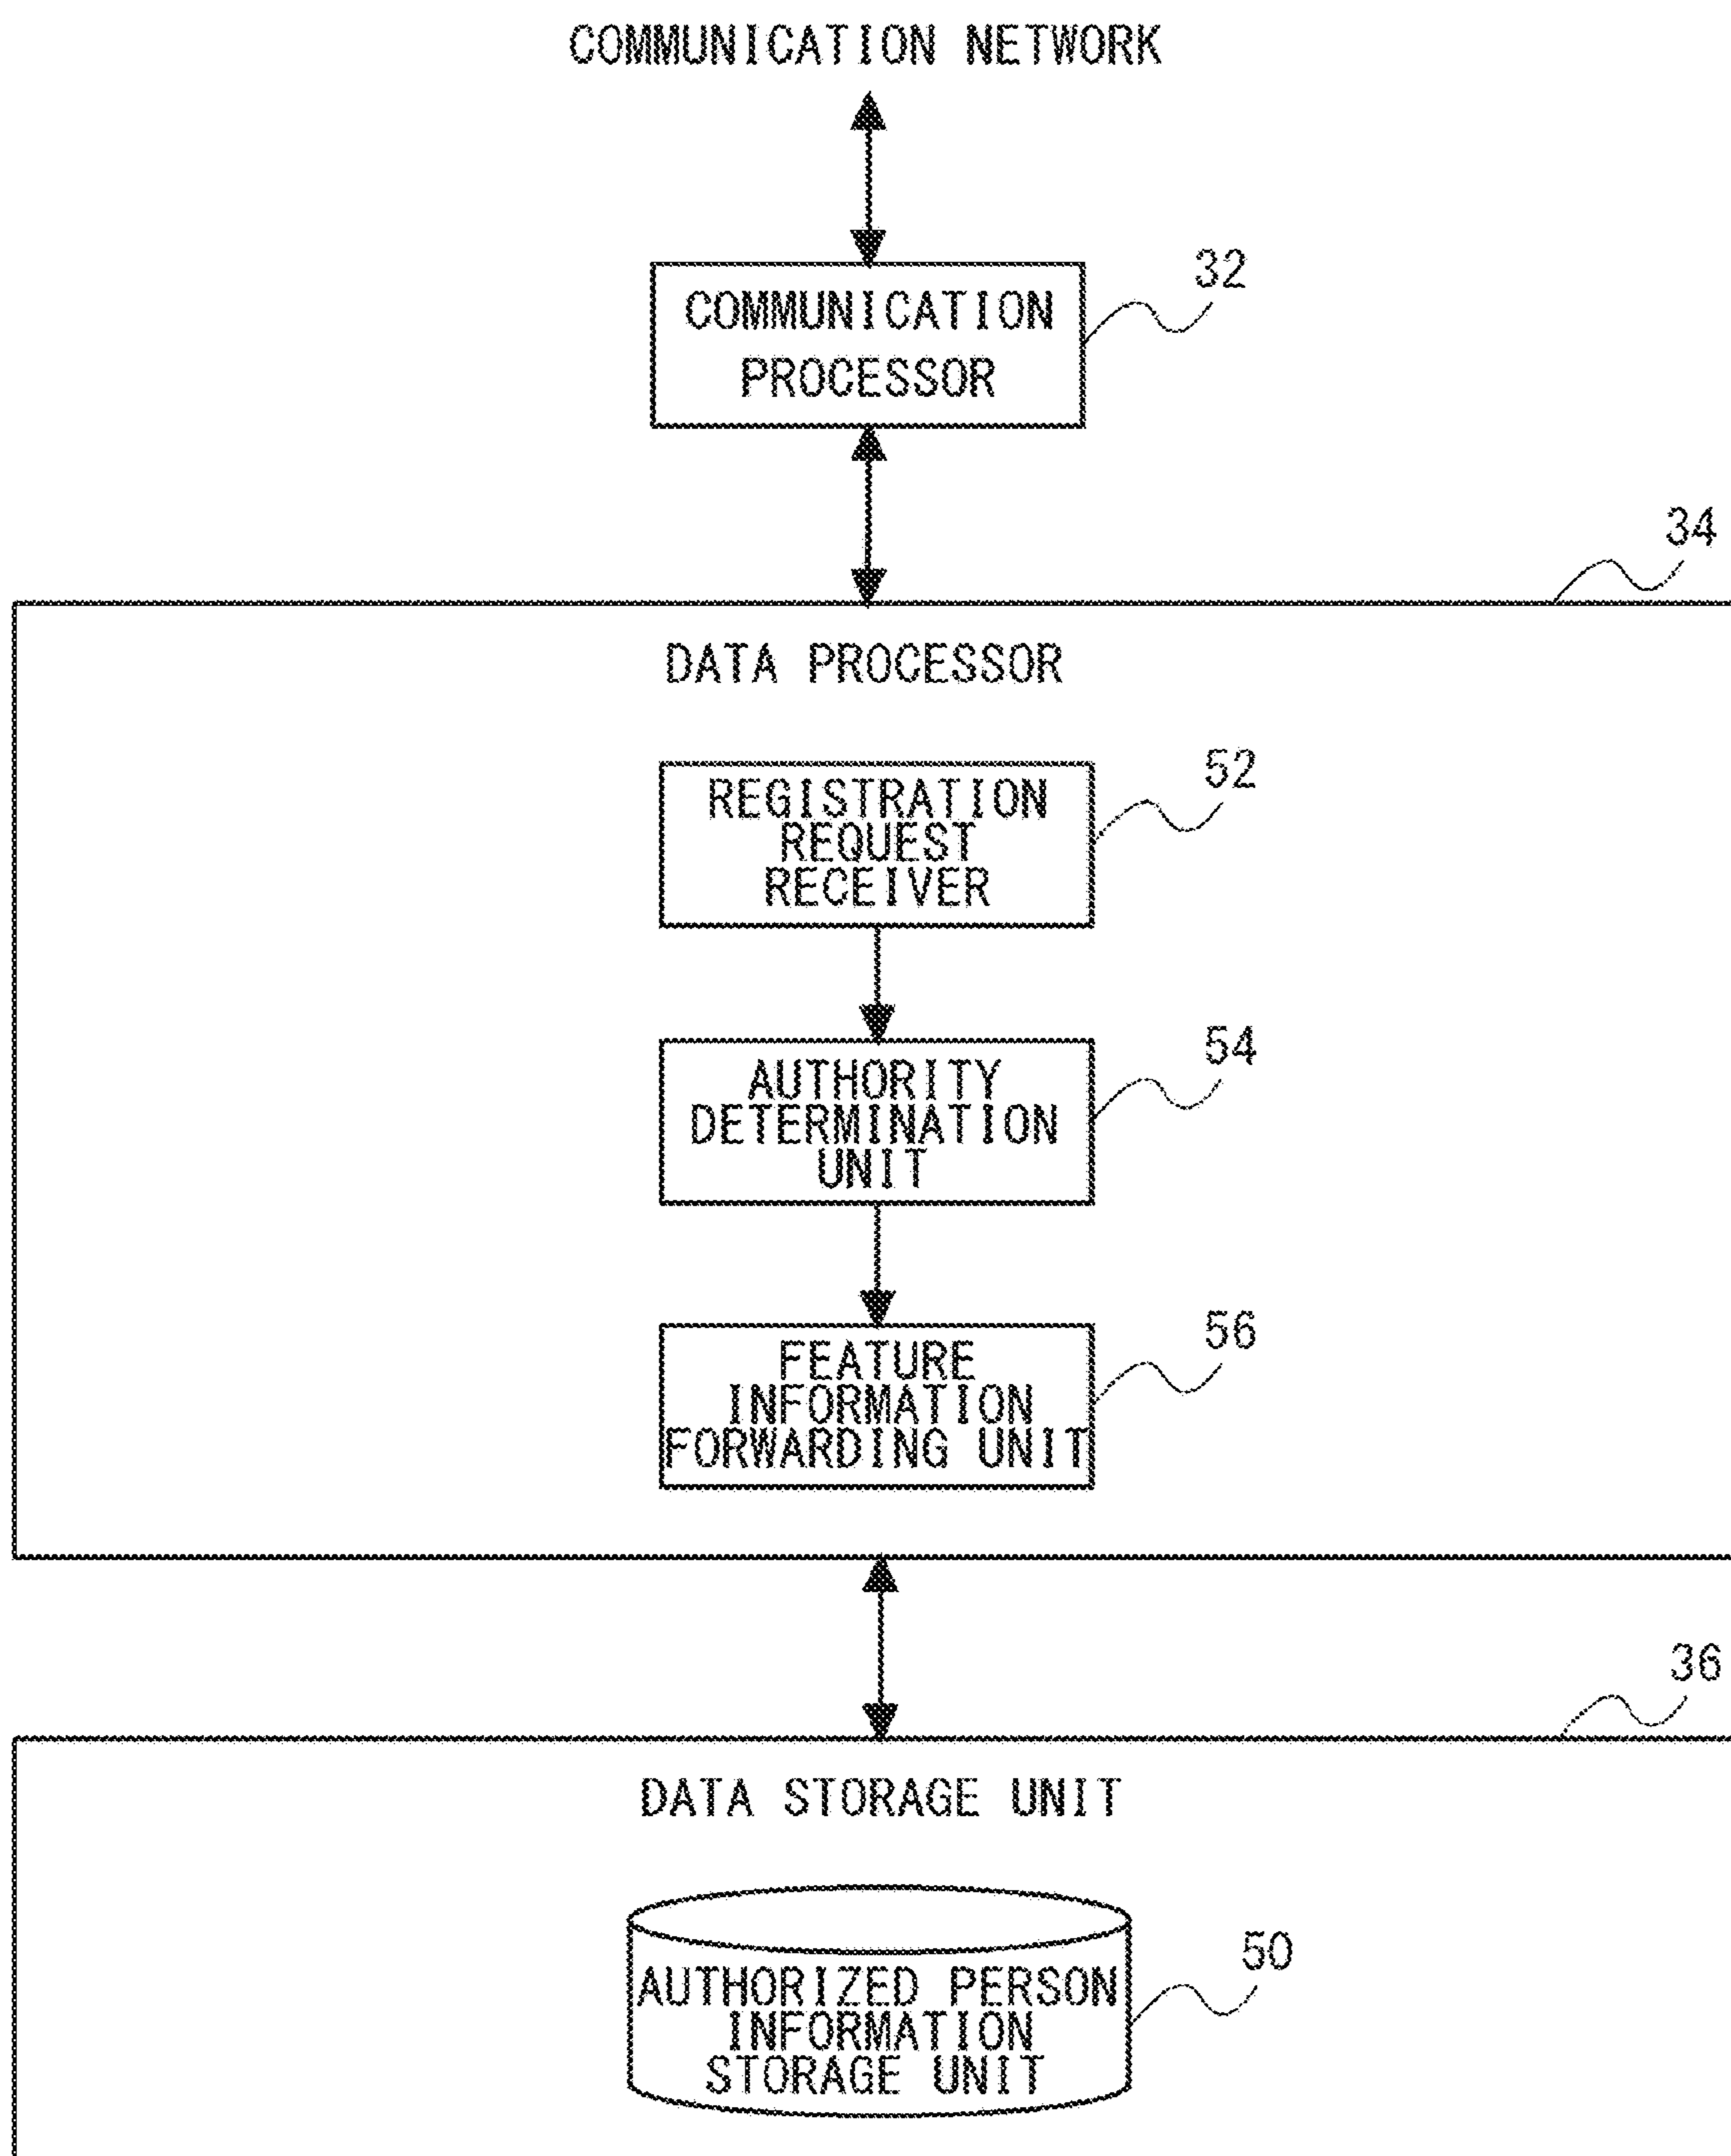 COMMUNICATION NETWORK
32
COMMUNICATION
PROCESSOR
34
DATA PROCESSOR
52
REGISTRATION
REQUEST
RECEIVER
54
AUTHORITY
DETERMINATION
UNIT
56
FEATURE
INFORMATION
FORWARDING UNIT
36
DATA STORAGE UNIT
50
AUTHORIZED PERSON
INFORMATION
STORAGE UNIT